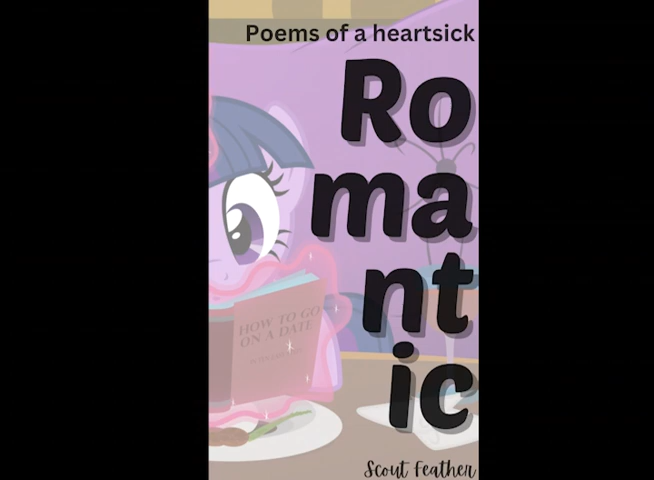 Poems of a heartsick
Ro
ma
nt
ic
HOW TO GO
ON A DATE
Scout Feather